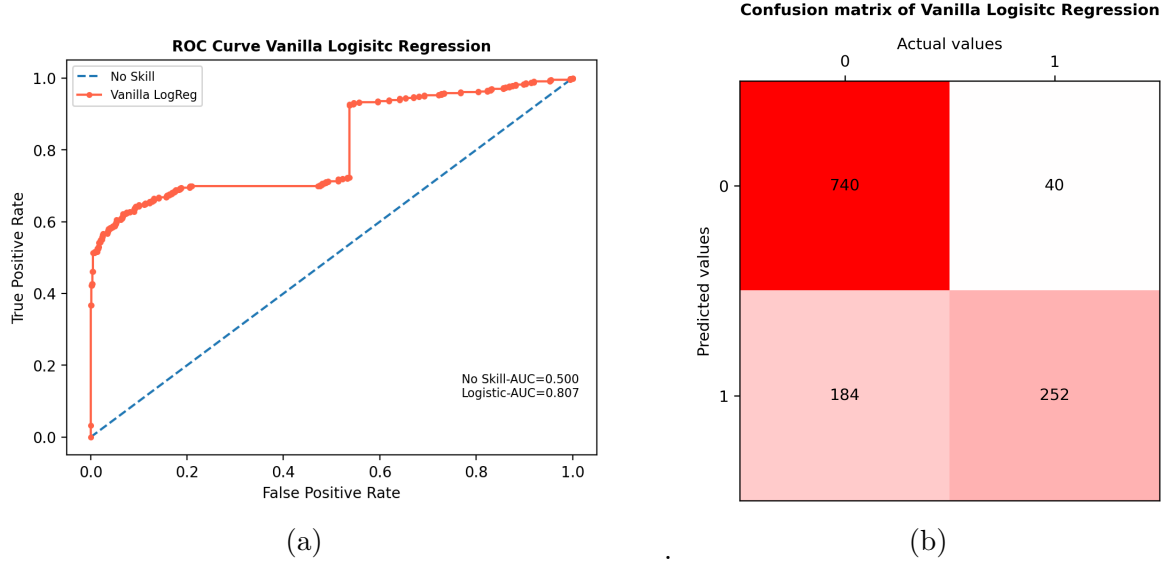 ROC Curve Vanilla Logisitc Regression
No Skill
Vanilla LogReg
True Positive Rate
1.0
0.8
0.6
0.4
0.2
0.0
No Skill-AUC=0.500
Logistic-AUC=0.807
0.0 0.2 0.4 0.6 0.8 1.0
False Positive Rate
(a)
.
Confusion matrix of Vanilla Logisitc Regression
Actual values
0 1
Predicted values
0 740 40
1 184 252
(b)